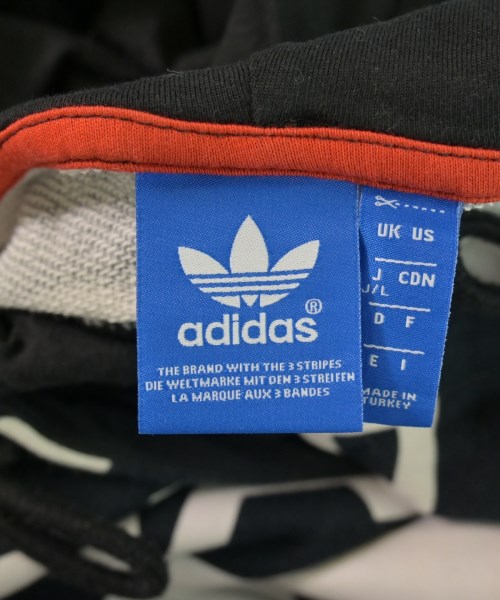 adidas®
THE BRAND WITH THE 3 STRIPES
DIE WELTMARKE MIT DEM 3 STREIFEN
LA MARQUE AUX 3 BANDES
UK US
J CDN
J/L
D F
E I
MADE IN
TURKEY